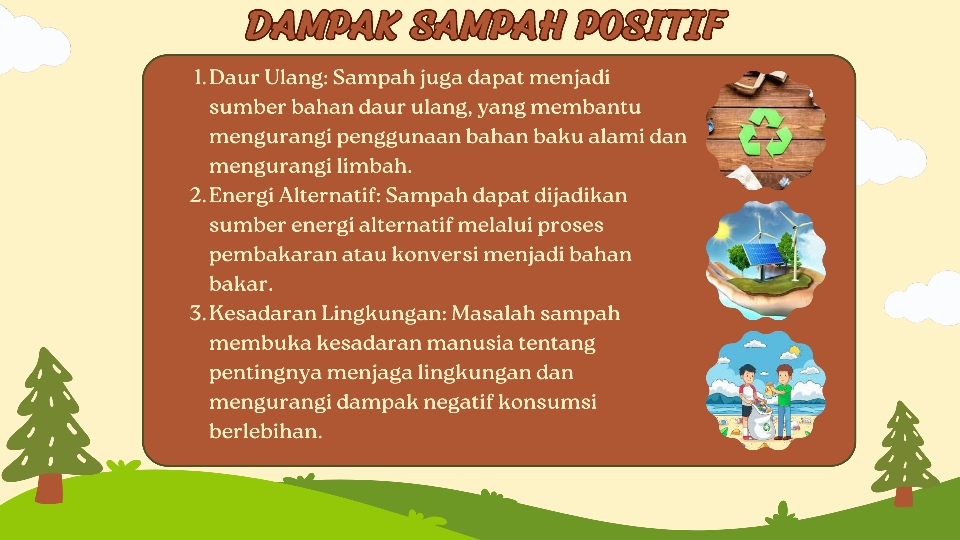 DAMPAK SAMPAH POSITIF
1. Daur Ulang: Sampah juga dapat menjadi
sumber bahan daur ulang, yang membantu
mengurangi penggunaan bahan baku alami dan
mengurangi limbah.
2. Energi Alternatif: Sampah dapat dijadikan
sumber energi alternatif melalui proses
pembakaran atau konversi menjadi bahan
bakar.
3. Kesadaran Lingkungan: Masalah sampah
membuka kesadaran manusia tentang
pentingnya menjaga lingkungan dan
mengurangi dampak negatif konsumsi
berlebihan.